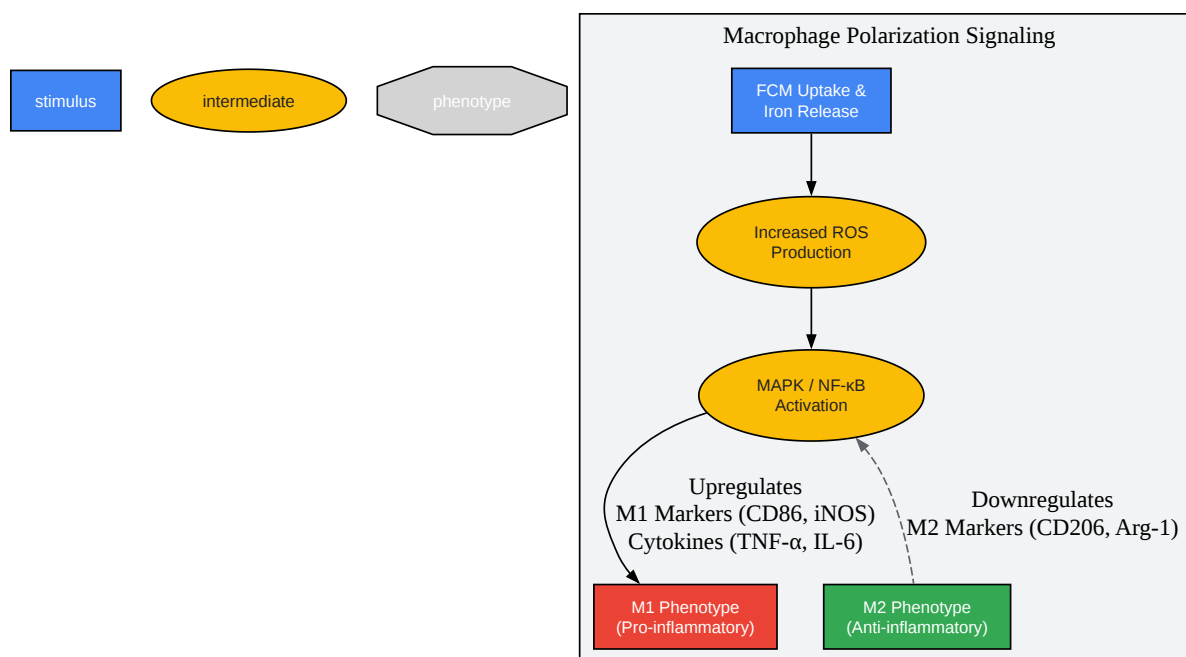 Macrophage Polarization Signaling
stimulus
intermediate
phenotype
FCM Uptake &
Iron Release
Increased ROS
Production
MAPK / NF-κB
Activation
Upregulates
M1 Markers (CD86, iNOS)
Cytokines (TNF-α, IL-6)
Downregulates
M2 Markers (CD206, Arg-1)
M1 Phenotype
(Pro-inflammatory)
M2 Phenotype
(Anti-inflammatory)